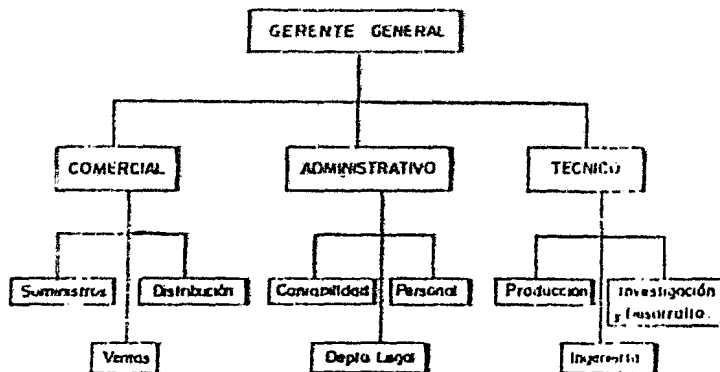 GERENTE GENERAL
COMERCIAL
ADMINISTRATIVO
TECNICO
Suministros
Distribución
Contabilidad
Personal
Producción
Investigación
y Desarrollo.
Ventas
Depto Legal
Ingeniería